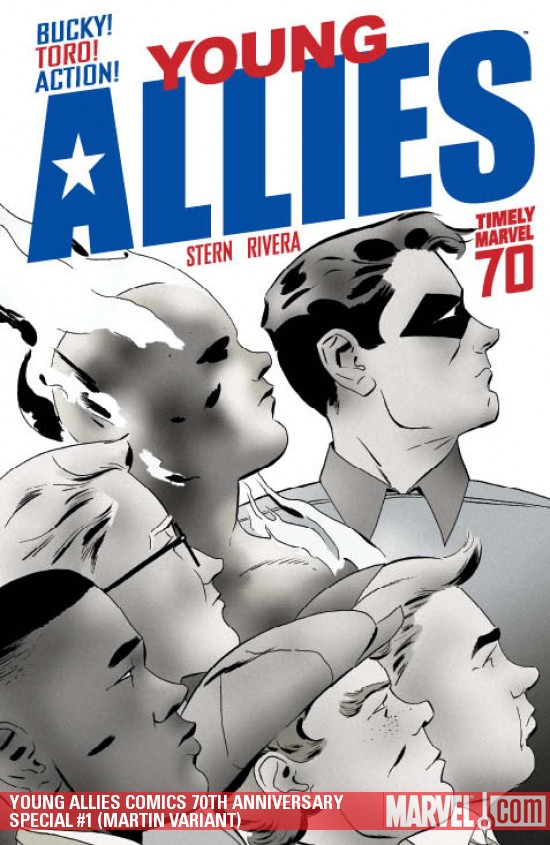 BUCKY!
TORO!
ACTION!
YOUNG
ALLIES™
STERN RIVERA
TIMELY
MARVEL
70
YOUNG ALLIES COMICS 70TH ANNIVERSARY
SPECIAL #1 (MARTIN VARIANT)
MARVEL.com